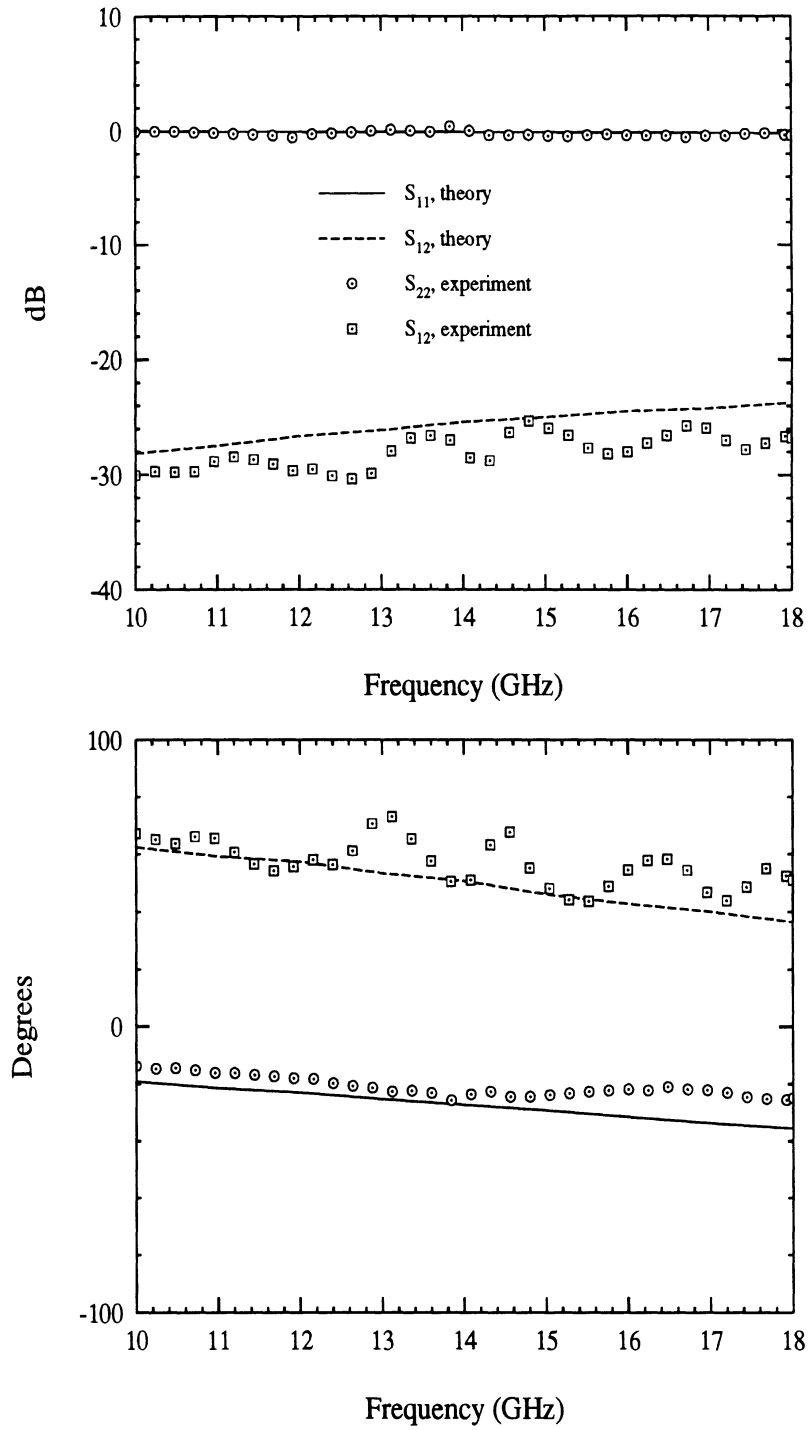 10
0
-10
-20
-30
-40
dB
S11, theory
S12, theory
S22, experiment
S12, experiment
10 11 12 13 14 15 16 17 18
Frequency (GHz)
100
0
-100
Degrees
10 11 12 13 14 15 16 17 18
Frequency (GHz)